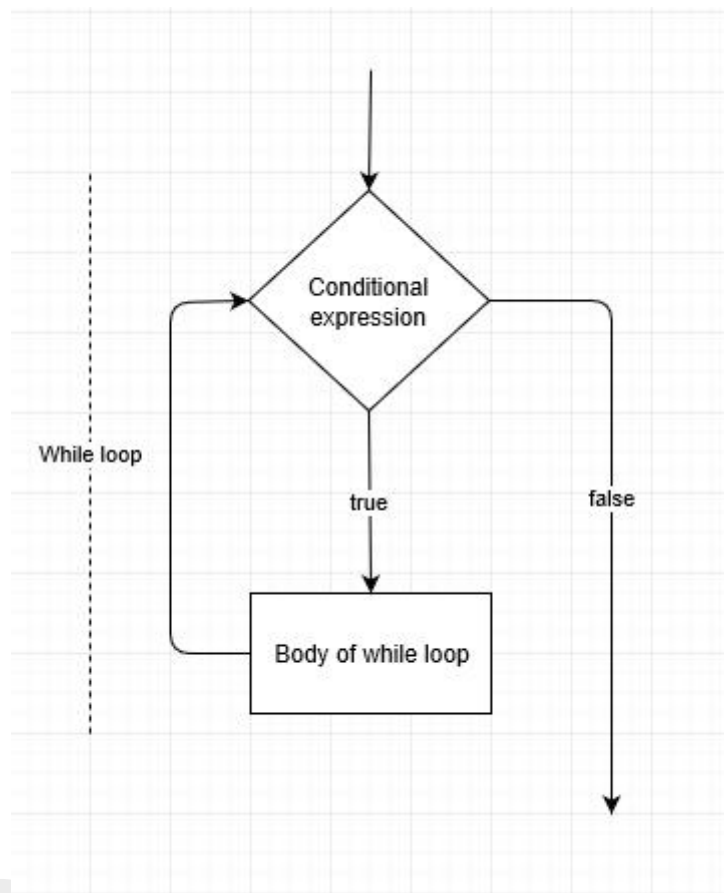 Conditional
expression
While loop
true
false
Body of while loop